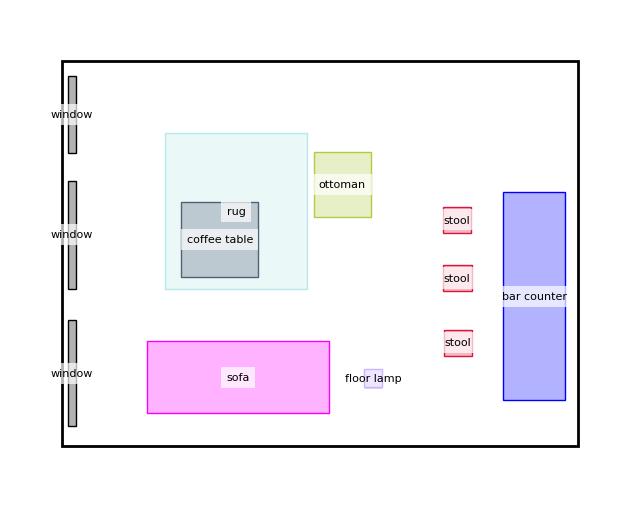 window
ottoman
rug
stool
window
coffee table
stool
bar counter
stool
window
sofa
floor lamp